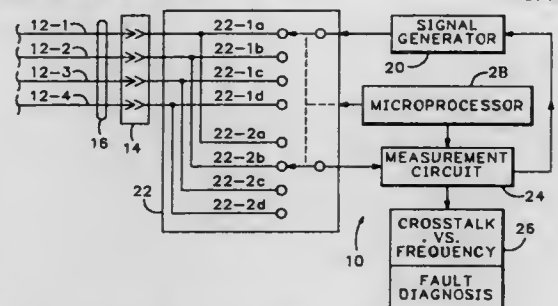 12-1
12-2
12-3
12-4
16
14
22-1a
22-1b
22-1c
22-1d
22-2a
22-2b
22-2c
22-2d
22
SIGNAL
GENERATOR
20
28
MICROPROCESSOR
MEASUREMENT
CIRCUIT
24
10
CROSSTALK
VS.
FREQUENCY
26
FAULT
DIAGNOSIS